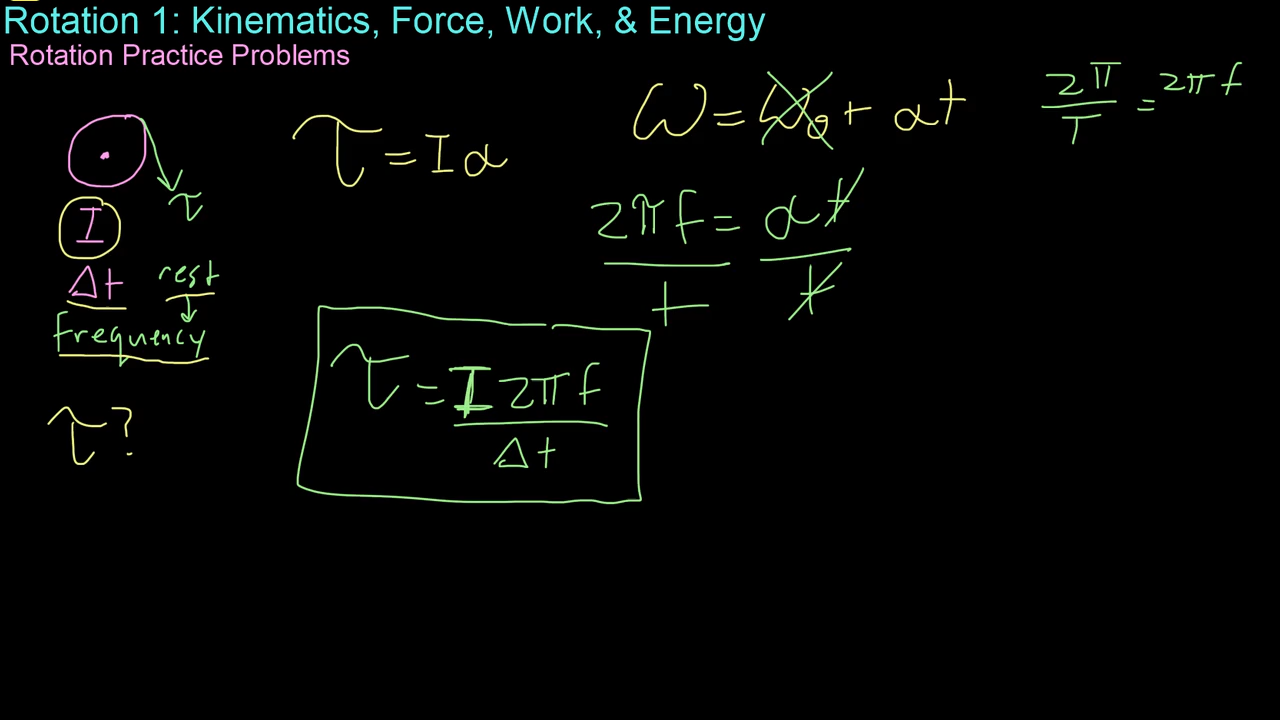 Rotation 1: Kinematics, Force, Work, & Energy
Rotation Practice Problems
τ
I
Δt rest
frequency
τ?
τ = Iα
ω = ω₀ + αt
2π/T = 2πf
2πf/t = αt/t
τ = I2πf/Δt